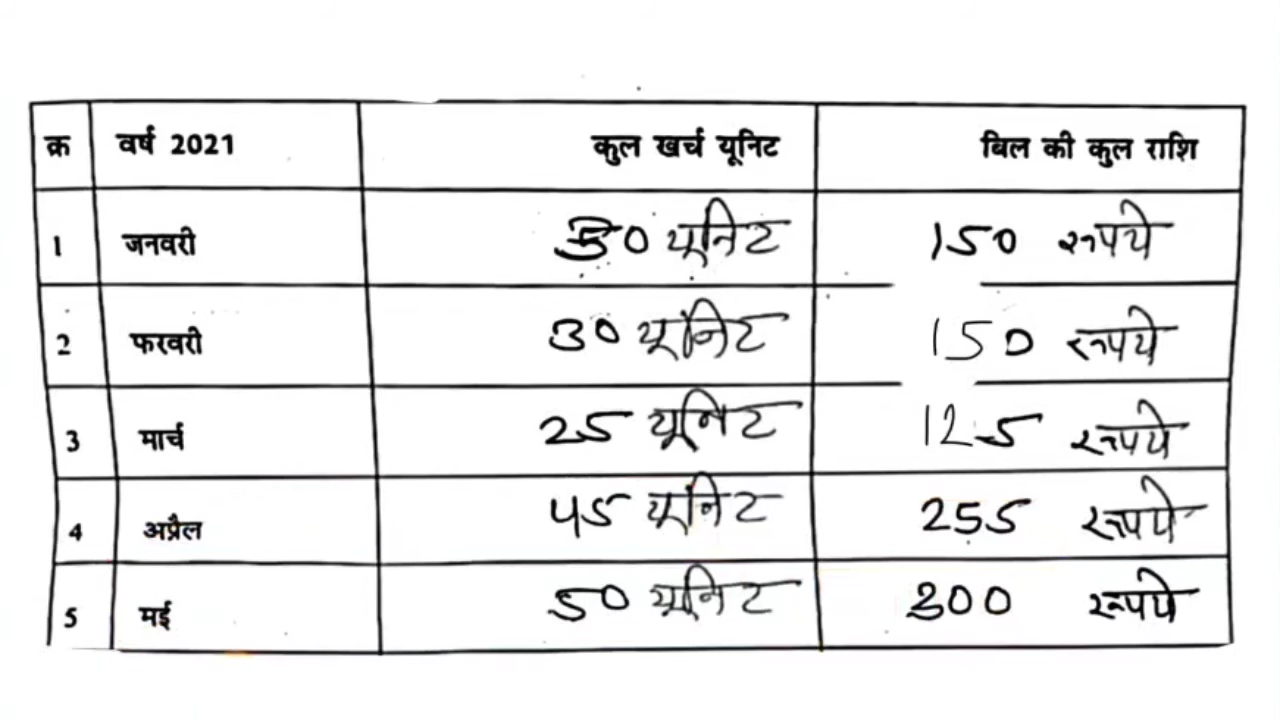 क्र वर्ष 2021 कुल खर्च यूनिट बिल की कुल राशि
1 जनवरी 30 यूनिट 150 रुपये
2 फरवरी 30 यूनिट 150 रुपये
3 मार्च 25 यूनिट 125 रुपये
4 अप्रैल 45 यूनिट 255 रुपये
5 मई 50 यूनिट 300 रुपये